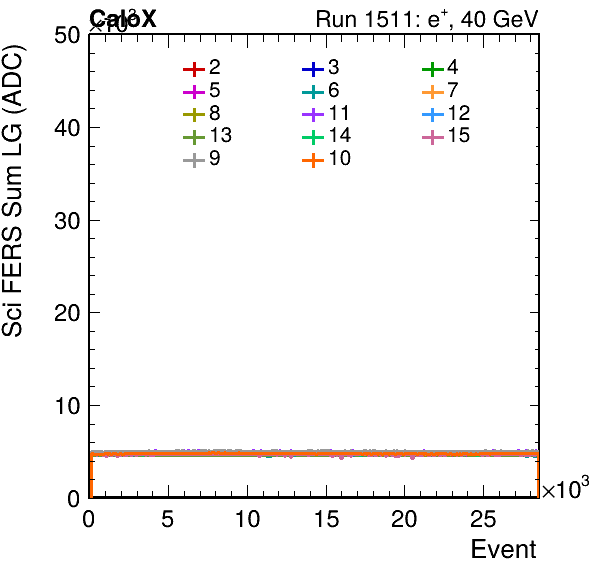 CaloX
×10³
Run 1511: e⁺, 40 GeV
Sci FERS Sum LG (ADC)
50
40
30
20
10
0
2 3 4
5 6 7
8 11 12
13 14 15
9 10
0 5 10 15 20 25
×10³
Event